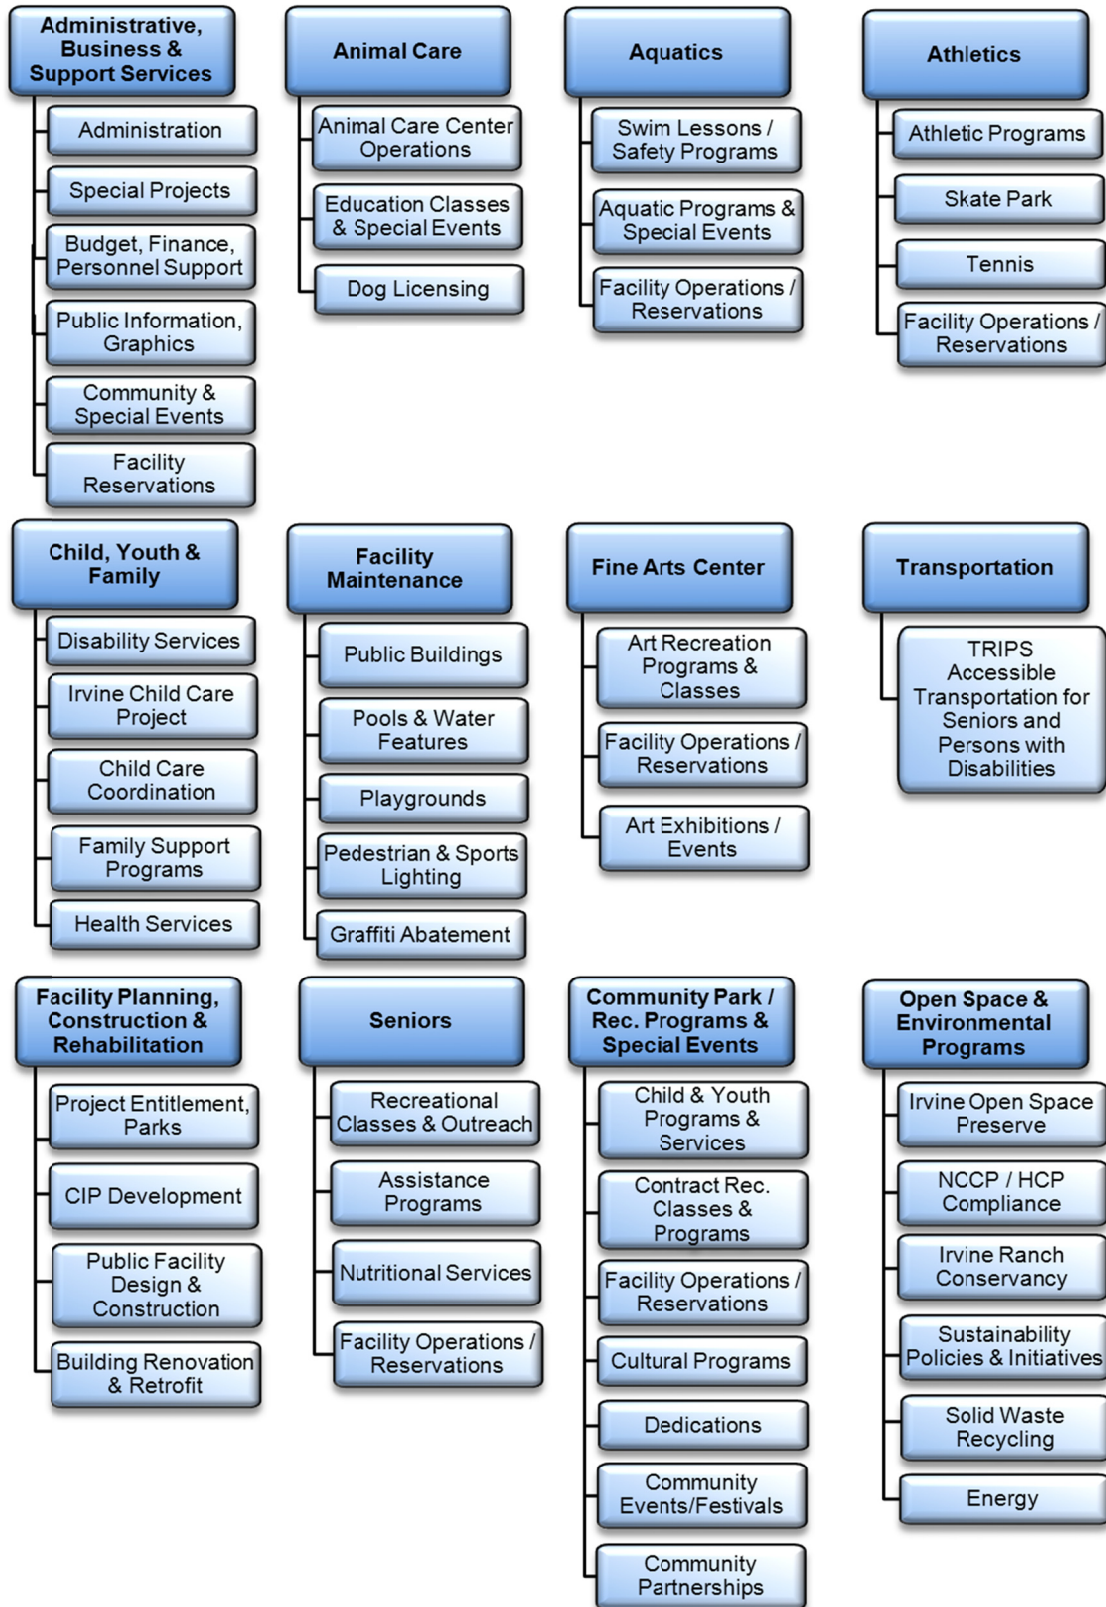 Administrative,
Business &
Support Services
Administration
Special Projects
Budget, Finance,
Personnel Support
Public Information,
Graphics
Community &
Special Events
Facility
Reservations
Animal Care
Animal Care Center
Operations
Education Classes
& Special Events
Dog Licensing
Aquatics
Swim Lessons /
Safety Programs
Aquatic Programs &
Special Events
Facility Operations /
Reservations
Athletics
Athletic Programs
Skate Park
Tennis
Facility Operations /
Reservations
Child, Youth &
Family
Disability Services
Irvine Child Care
Project
Child Care
Coordination
Family Support
Programs
Health Services
Facility
Maintenance
Public Buildings
Pools & Water
Features
Playgrounds
Pedestrian & Sports
Lighting
Graffiti Abatement
Fine Arts Center
Art Recreation
Programs &
Classes
Facility Operations /
Reservations
Art Exhibitions /
Events
Transportation
TRIPS
Accessible
Transportation for
Seniors and
Persons with
Disabilities
Facility Planning,
Construction &
Rehabilitation
Project Entitlement,
Parks
CIP Development
Public Facility
Design &
Construction
Building Renovation
& Retrofit
Seniors
Recreational
Classes & Outreach
Assistance
Programs
Nutritional Services
Facility Operations /
Reservations
Community Park /
Rec. Programs &
Special Events
Child & Youth
Programs &
Services
Contract Rec.
Classes &
Programs
Facility Operations /
Reservations
Cultural Programs
Dedications
Community
Events/Festivals
Community
Partnerships
Open Space &
Environmental
Programs
Irvine Open Space
Preserve
NCCP / HCP
Compliance
Irvine Ranch
Conservancy
Sustainability
Policies & Initiatives
Solid Waste
Recycling
Energy